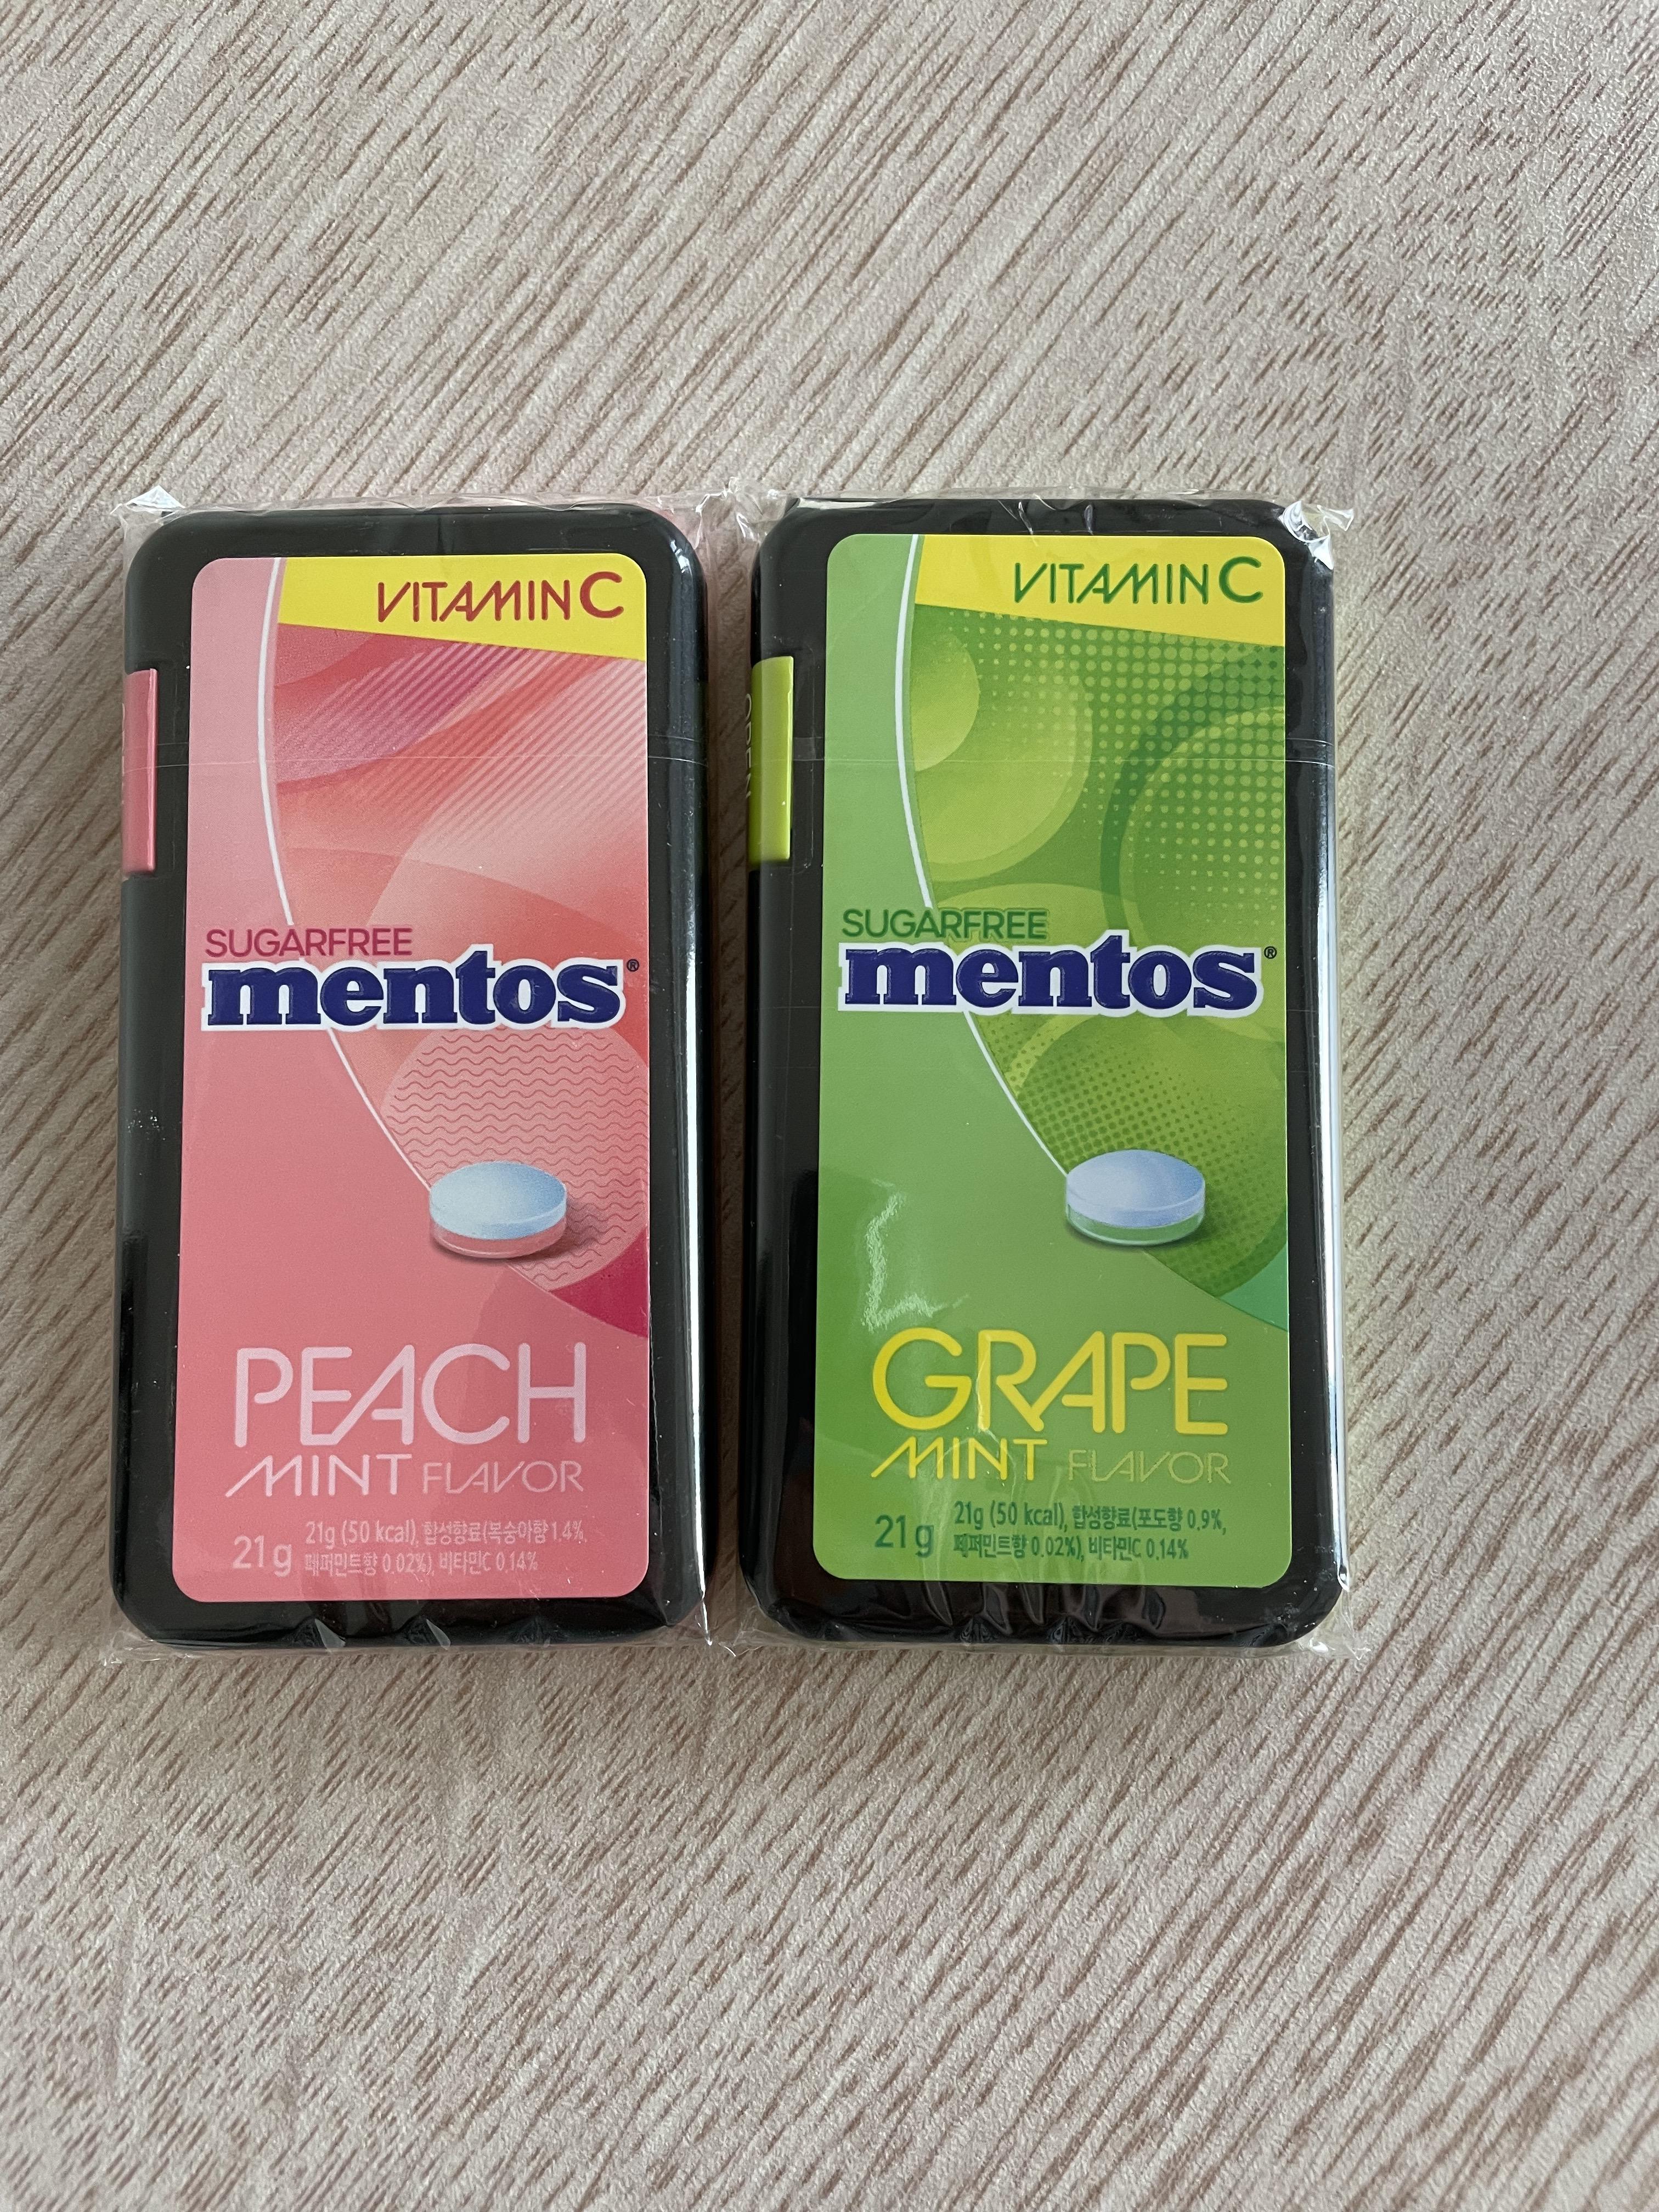 VITAMIN C
SUGARFREE
mentos®
PEACH
MINT FLAVOR
21g
21g (50 kcal), 합성향료(복숭아향 1.4%,
페퍼민트향 0.02%), 비타민C 0.14%
VITAMIN C
OPEN
SUGARFREE
mentos®
GRAPE
MINT FLAVOR
21g
21g (50 kcal), 합성향료(포도향 0.9%,
페퍼민트향 0.02%), 비타민C 0.14%